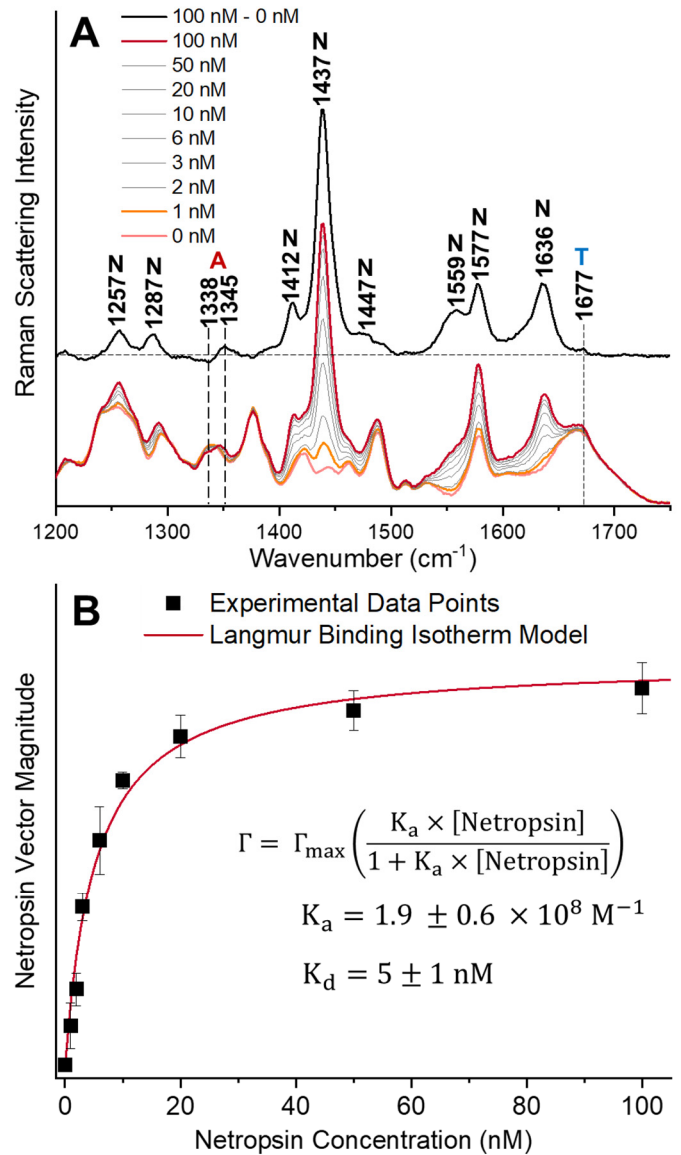 A
100 nM - 0 nM
100 nM
50 nM
20 nM
10 nM
6 nM
3 nM
2 nM
1 nM
0 nM
1257 N
1287 N
A
1338
1345
1412 N
1437 N
1447 N
1559 N
1577 N
1636 N
T
1677
Raman Scattering Intensity
1200 1300 1400 1500 1600 1700
Wavenumber (cm⁻¹)
B
Experimental Data Points
Langmur Binding Isotherm Model
Netropsin Vector Magnitude
Γ = Γmax (Ka × [Netropsin] / 1 + Ka × [Netropsin])
Ka = 1.9 ± 0.6 × 10⁸ M⁻¹
Kd = 5 ± 1 nM
0 20 40 60 80 100
Netropsin Concentration (nM)